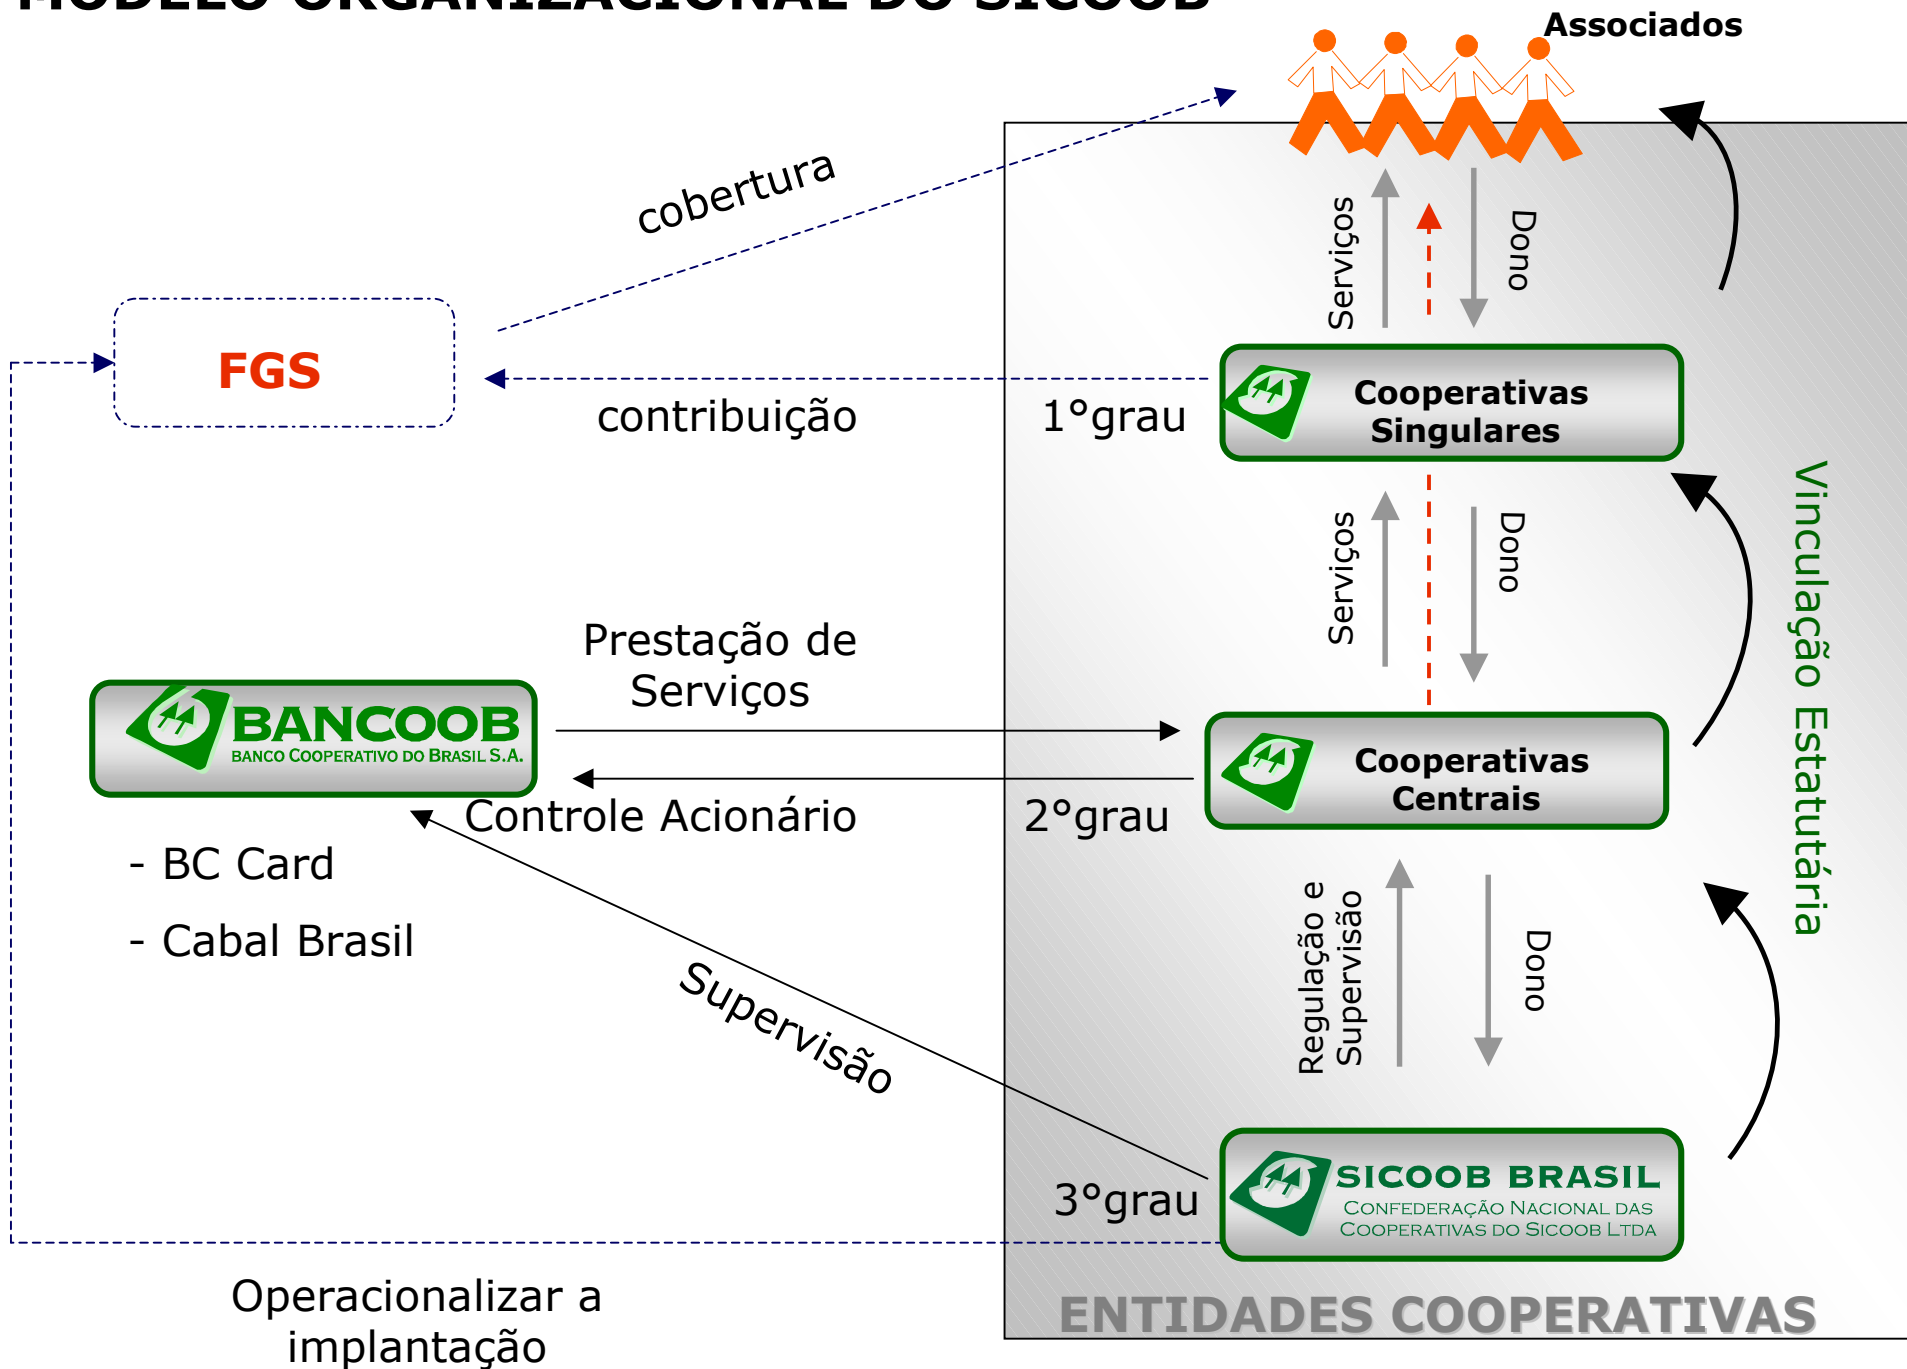 MODELO ORGANIZACIONAL DO SICOOB
Associados
cobertura
Serviços
Dono
FGS
contribuição
1°grau
Cooperativas
Singulares
Serviços
Dono
Vinculação Estatutária
Prestação de
Serviços
BANCOOB
BANCO COOPERATIVO DO BRASIL S.A.
Controle Acionário
2°grau
Cooperativas
Centrais
- BC Card
- Cabal Brasil
Supervisão
Regulação e
Supervisão
Dono
3°grau
SICOOB BRASIL
CONFEDERAÇÃO NACIONAL DAS
COOPERATIVAS DO SICOOB LTDA
Operacionalizar a
implantação
ENTIDADES COOPERATIVAS